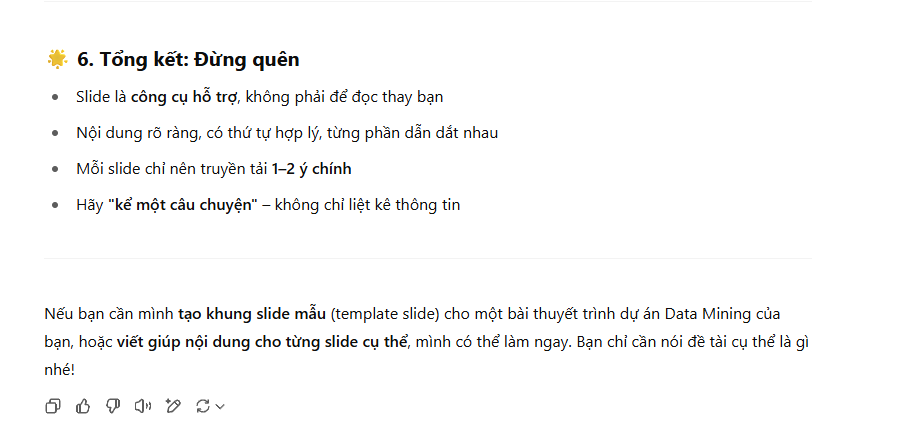 🌟 6. Tổng kết: Đừng quên
• Slide là công cụ hỗ trợ, không phải để đọc thay bạn
• Nội dung rõ ràng, có thứ tự hợp lý, từng phần dẫn dắt nhau
• Mỗi slide chỉ nên truyền tải 1–2 ý chính
• Hãy "kể một câu chuyện" – không chỉ liệt kê thông tin
Nếu bạn cần mình tạo khung slide mẫu (template slide) cho một bài thuyết trình dự án Data Mining của
bạn, hoặc viết giúp nội dung cho từng slide cụ thể, mình có thể làm ngay. Bạn chỉ cần nói đề tài cụ thể là gì
nhé!